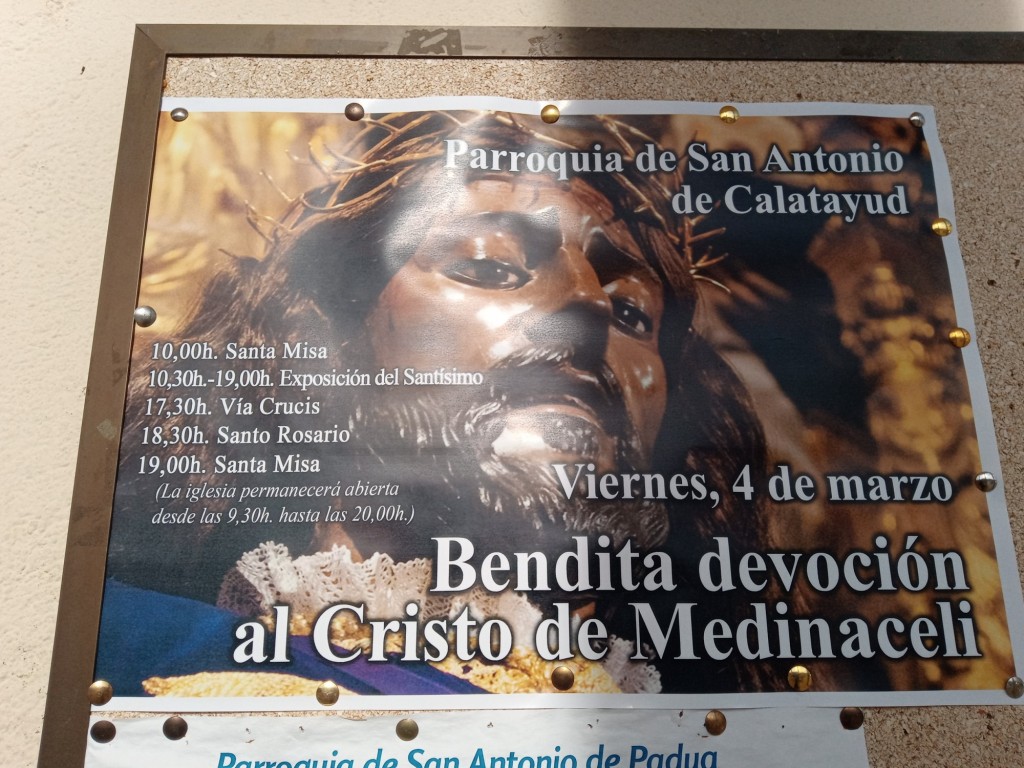 Parroquia de San Antonio
de Calatayud
10,00h. Santa Misa
10,30h.-19,00h. Exposición del Santísimo
17,30h. Vía Crucis
18,30h. Santo Rosario
19,00h. Santa Misa
(La iglesia permanecerá abierta
desde las 9,30h. hasta las 20,00h.)
Viernes, 4 de marzo
Bendita devoción
al Cristo de Medinaceli
Parroquia de San Antonio de Padua